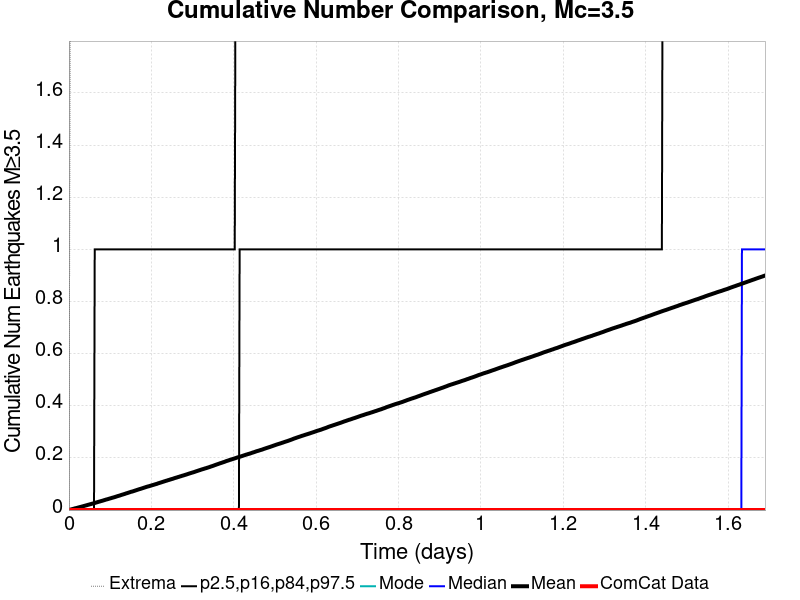 Cumulative Number Comparison, Mc=3.5
Cumulative Num Earthquakes M≥3.5
1.6
1.4
1.2
1
0.8
0.6
0.4
0.2
0
0 0.2 0.4 0.6 0.8 1 1.2 1.4 1.6
Time (days)
Extrema p2.5,p16,p84,p97.5 Mode Median Mean ComCat Data